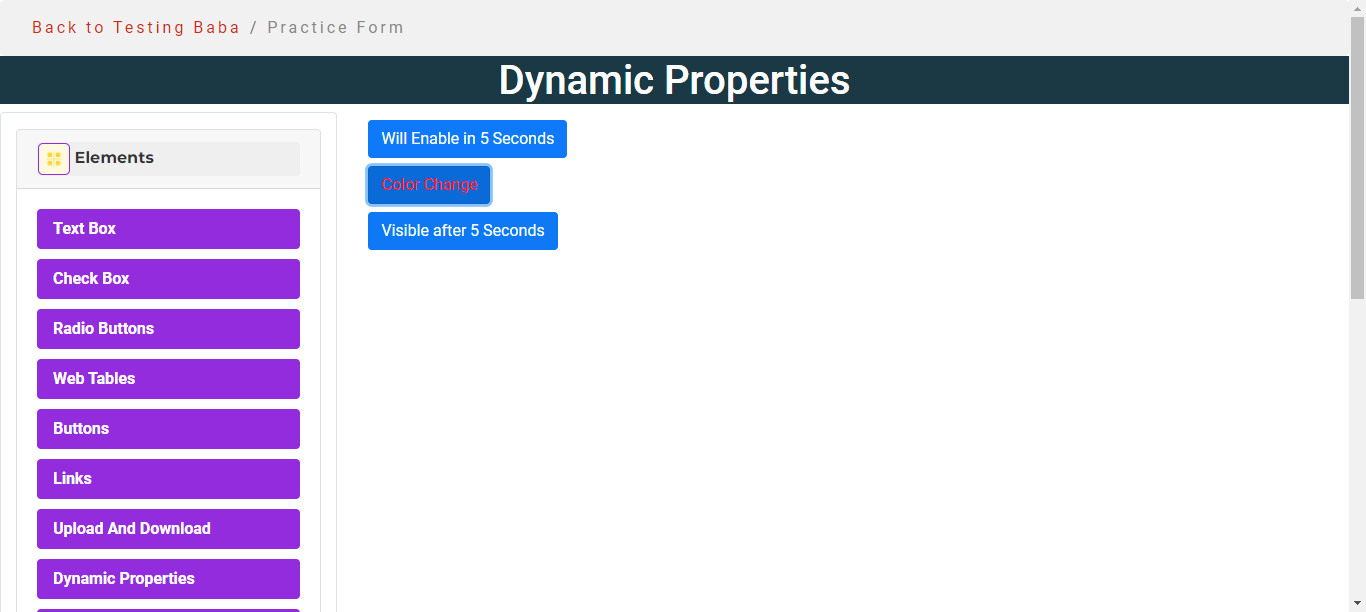 Back to Testing Baba / Practice Form
Dynamic Properties
Elements
Text Box
Check Box
Radio Buttons
Web Tables
Buttons
Links
Upload And Download
Dynamic Properties
Will Enable in 5 Seconds
Color Change
Visible after 5 Seconds